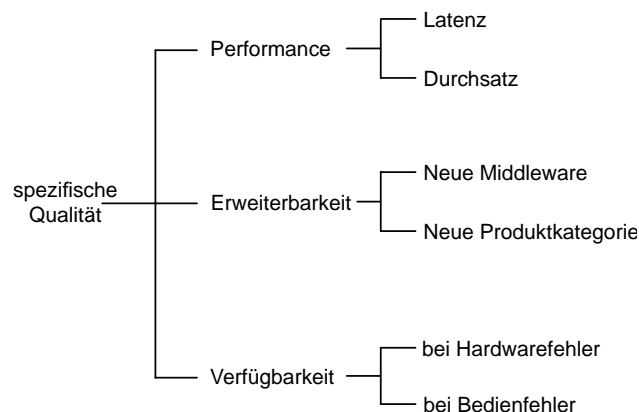 Latenz
Performance
Durchsatz
Neue Middleware
spezifische
Qualität
Erweiterbarkeit
Neue Produktkategorie
bei Hardwarefehler
Verfügbarkeit
bei Bedienfehler